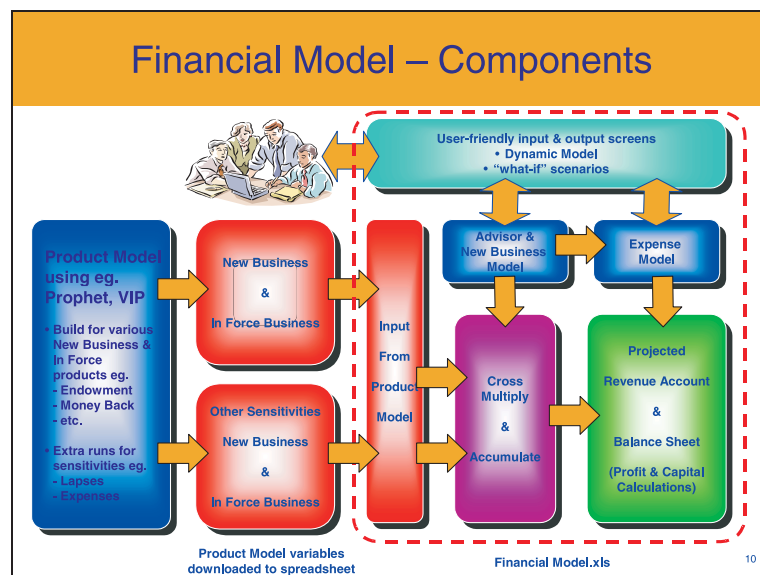 Financial Model – Components
User-friendly input & output screens
• Dynamic Model
• “what-if” scenarios
Advisor &
New Business
Model
Expense
Model
Product Model
using eg.
Prophet, VIP
• Build for various
New Business &
In Force
products eg.
- Endowment
- Money Back
- etc.
• Extra runs for
sensitivities eg.
- Lapses
- Expenses
New Business
&
In Force Business
Other Sensitivities
New Business
&
In Force Business
Input
From
Product
Model
Cross
Multiply
&
Accumulate
Projected
Revenue Account
&
Balance Sheet
(Profit & Capital
Calculations)
Product Model variables
downloaded to spreadsheet
Financial Model.xls
10